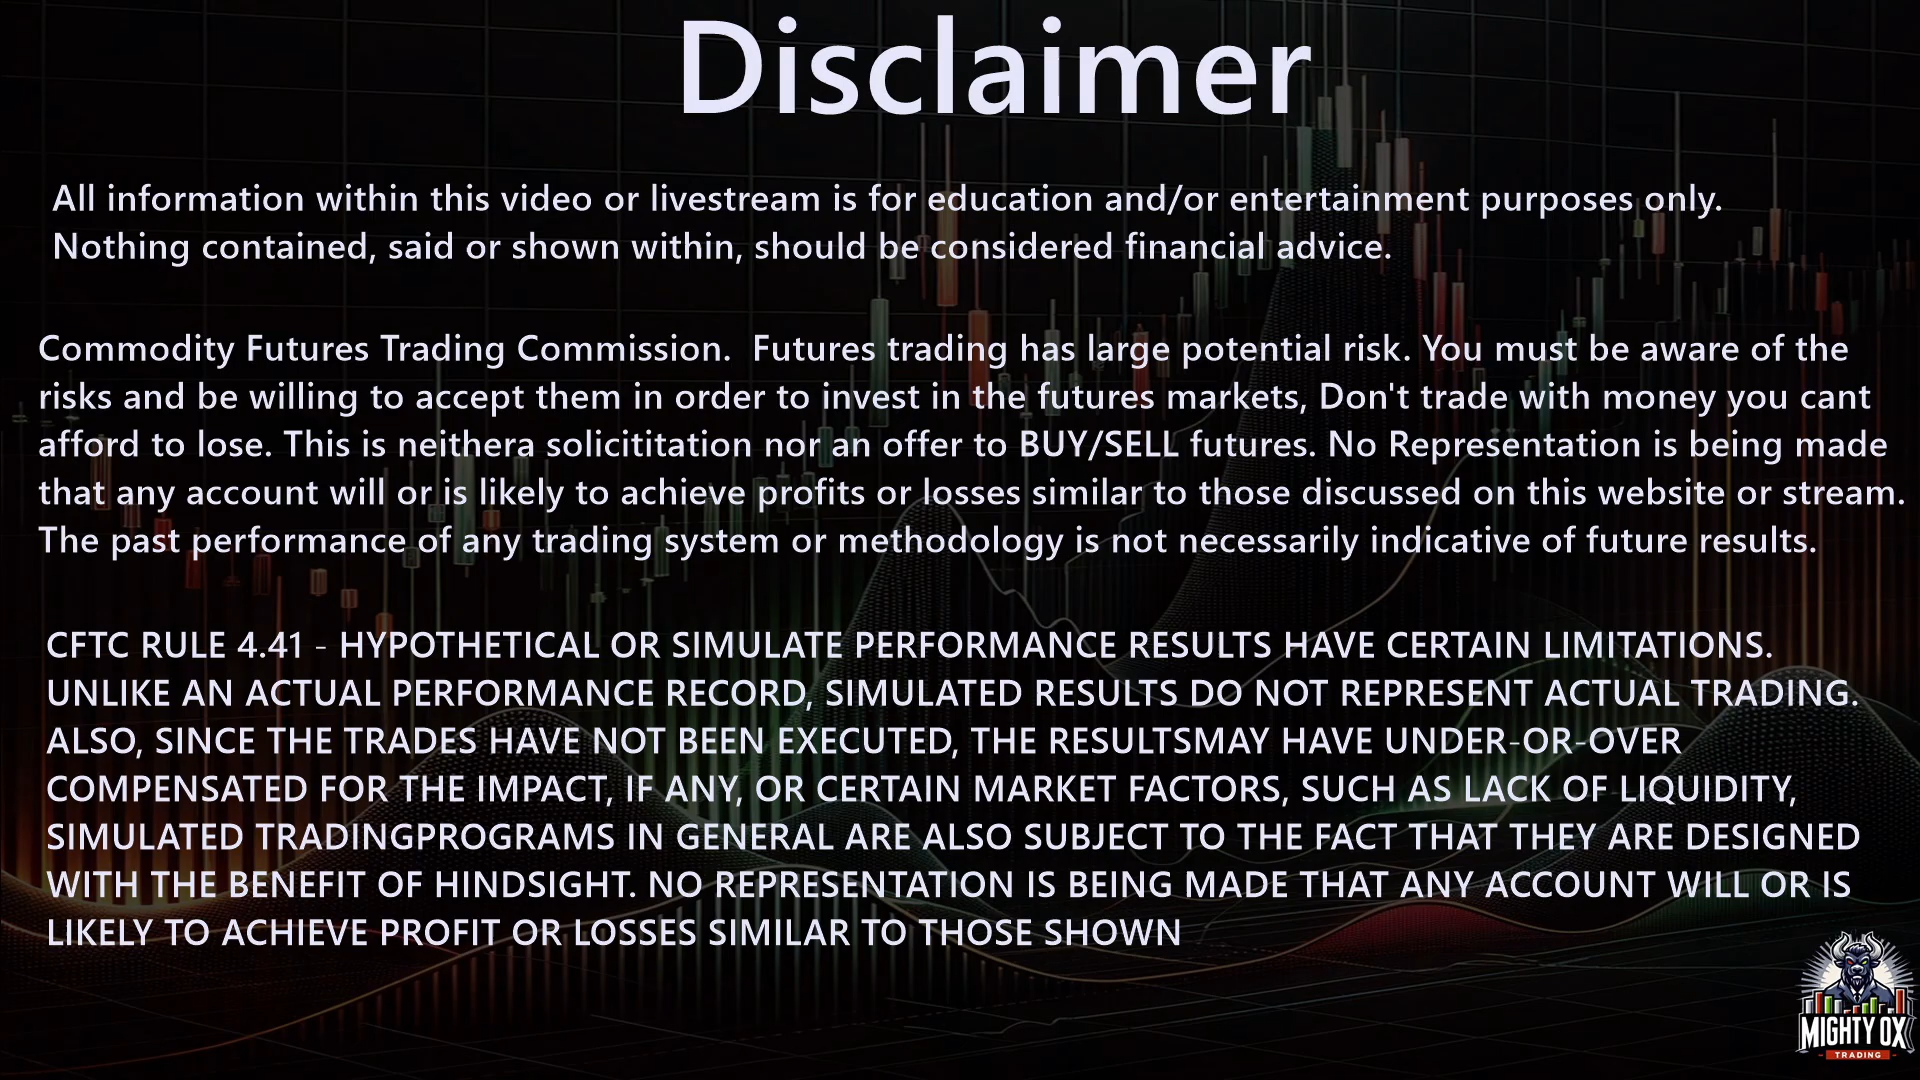 Disclaimer
All information within this video or livestream is for education and/or entertainment purposes only.
Nothing contained, said or shown within, should be considered financial advice.
Commodity Futures Trading Commission.  Futures trading has large potential risk. You must be aware of the
risks and be willing to accept them in order to invest in the futures markets, Don't trade with money you cant
afford to lose. This is neithera solicititation nor an offer to BUY/SELL futures. No Representation is being made
that any account will or is likely to achieve profits or losses similar to those discussed on this website or stream.
The past performance of any trading system or methodology is not necessarily indicative of future results.
CFTC RULE 4.41 - HYPOTHETICAL OR SIMULATE PERFORMANCE RESULTS HAVE CERTAIN LIMITATIONS.
UNLIKE AN ACTUAL PERFORMANCE RECORD, SIMULATED RESULTS DO NOT REPRESENT ACTUAL TRADING.
ALSO, SINCE THE TRADES HAVE NOT BEEN EXECUTED, THE RESULTSMAY HAVE UNDER-OR-OVER
COMPENSATED FOR THE IMPACT, IF ANY, OR CERTAIN MARKET FACTORS, SUCH AS LACK OF LIQUIDITY,
SIMULATED TRADINGPROGRAMS IN GENERAL ARE ALSO SUBJECT TO THE FACT THAT THEY ARE DESIGNED
WITH THE BENEFIT OF HINDSIGHT. NO REPRESENTATION IS BEING MADE THAT ANY ACCOUNT WILL OR IS
LIKELY TO ACHIEVE PROFIT OR LOSSES SIMILAR TO THOSE SHOWN
MIGHTY OX
TRADING